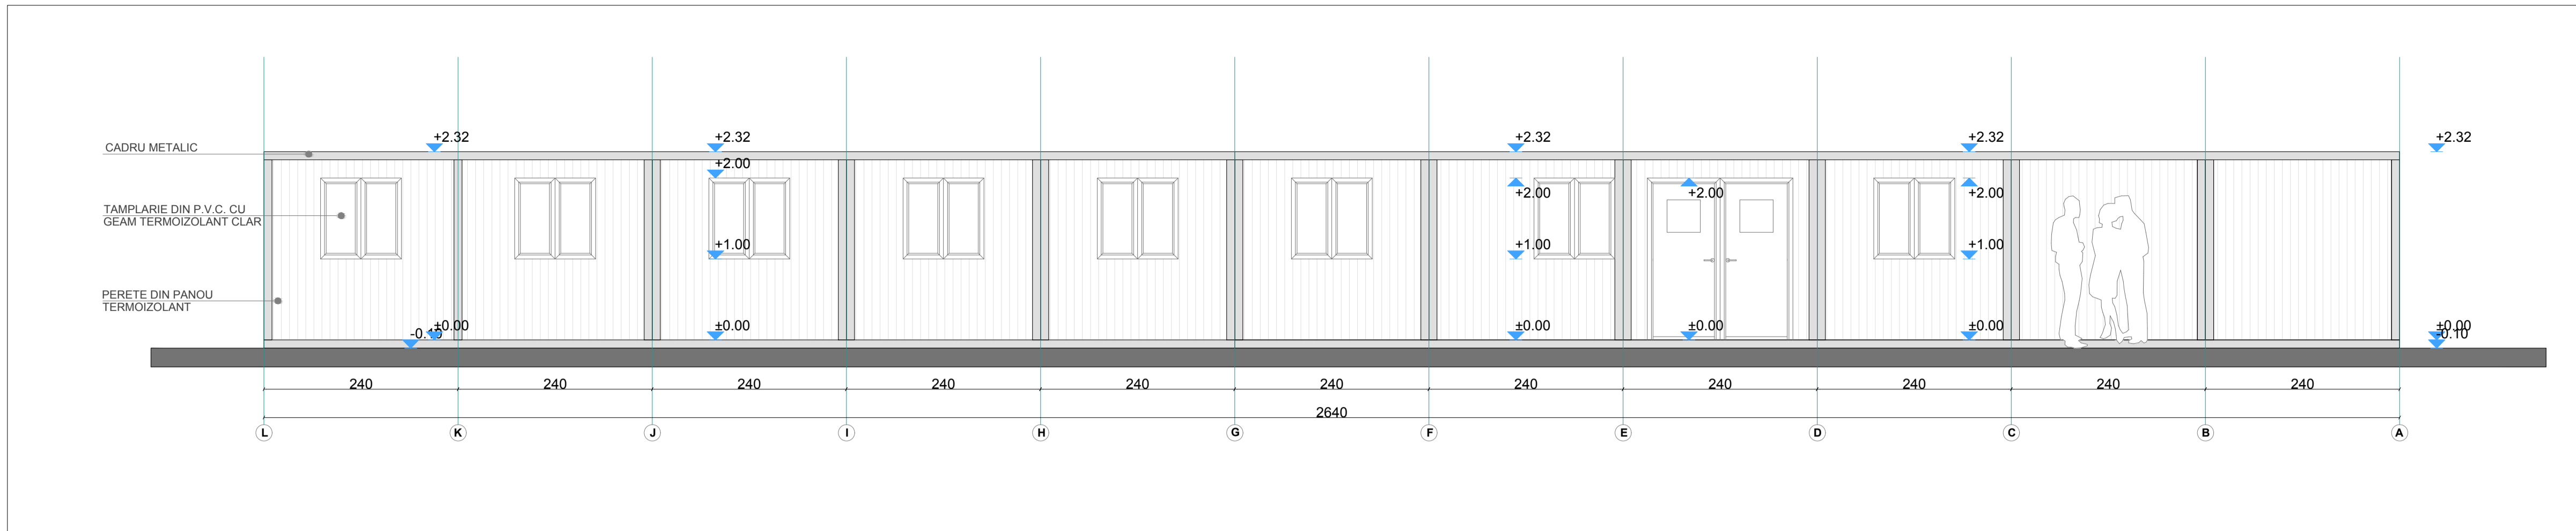 +2.32 +2.32 +2.32 +2.32 +2.32
CADRU METALIC
+2.00
+2.00 +2.00 +2.00
TAMPLARIE DIN P.V.C. CU
GEAM TERMOIZOLANT CLAR
+1.00 +1.00 +1.00
PERETE DIN PANOU
TERMOIZOLANT
±0.00 ±0.00 ±0.00 ±0.00 ±0.00 ±0.00
-0.10 -0.10
240 240 240 240 240 240 240 240 240 240 240
2640
L K J I H G F E D C B A